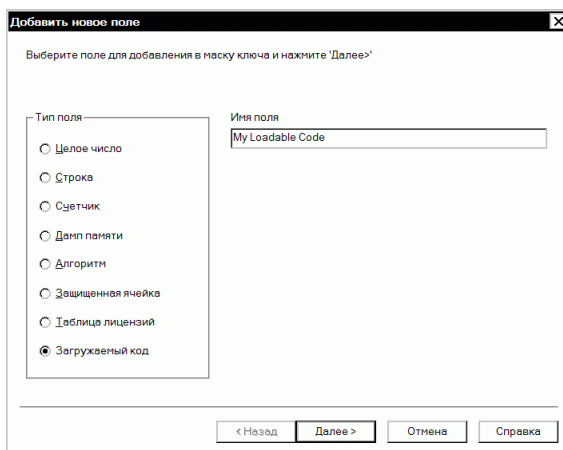 Добавить новое поле
Выберите поле для добавления в маску ключа и нажмите 'Далее>'
Тип поля
Имя поля
My Loadable Code
Целое число
Строка
Счетчик
Дамп памяти
Алгоритм
Защищенная ячейка
Таблица лицензий
Загружаемый код
< Назад
Далее >
Отмена
Справка